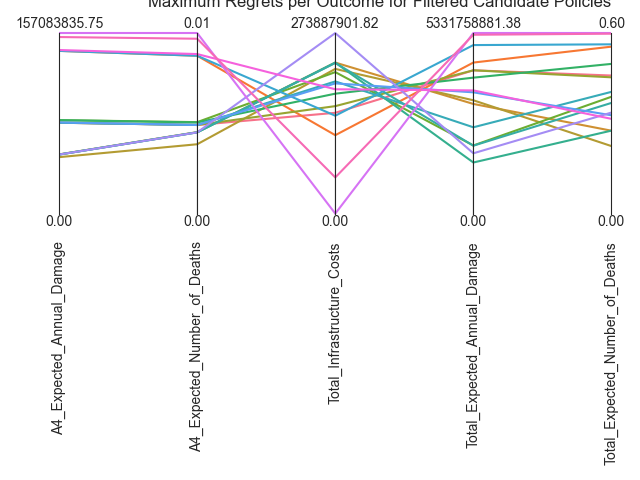 Maximum Regrets per Outcome for Filtered Candidate Policies
157083835.75 0.01 273887901.82 5331758881.38 0.60
0.00 0.00 0.00 0.00 0.00
A4_Expected_Annual_Damage
A4_Expected_Number_of_Deaths
Total_Infrastructure_Costs
Total_Expected_Annual_Damage
Total_Expected_Number_of_Deaths